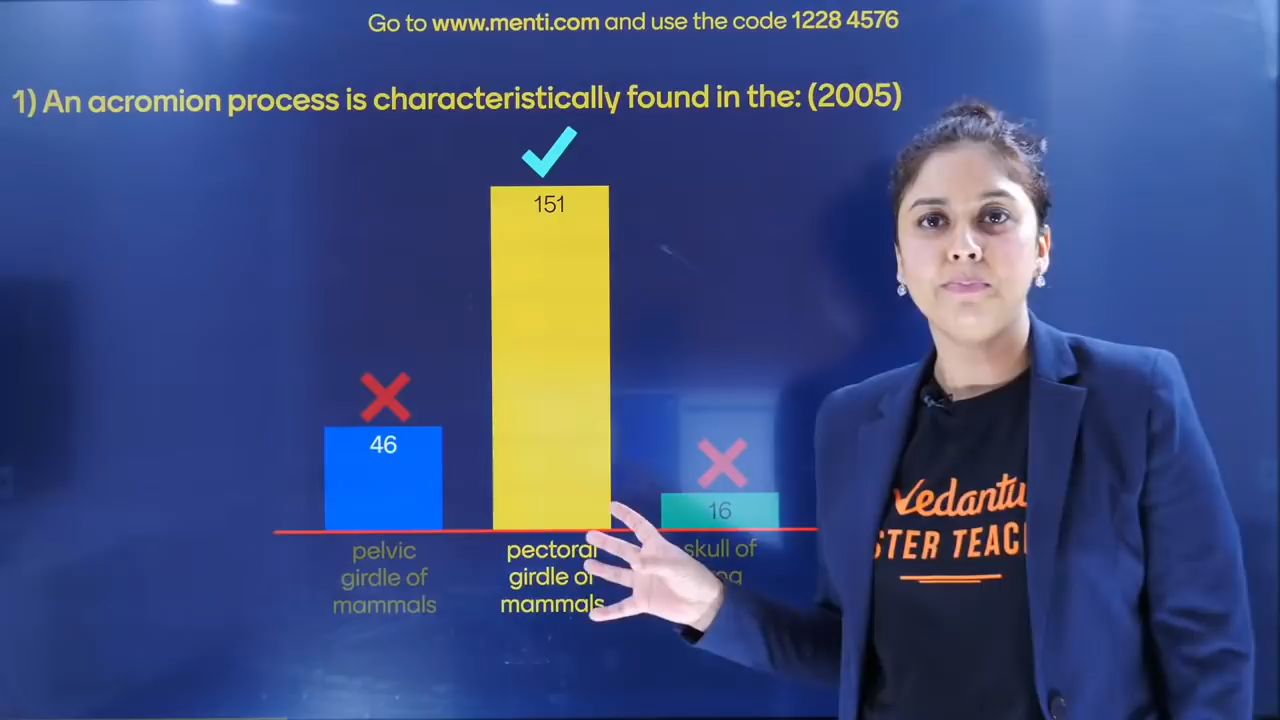 Go to www.menti.com and use the code 1228 4576
1) An acromion process is characteristically found in the: (2005)
151
46
16
pelvic
girdle of
mammals
pectoral
girdle of
mammals
skull of
Vedantu
TEAC